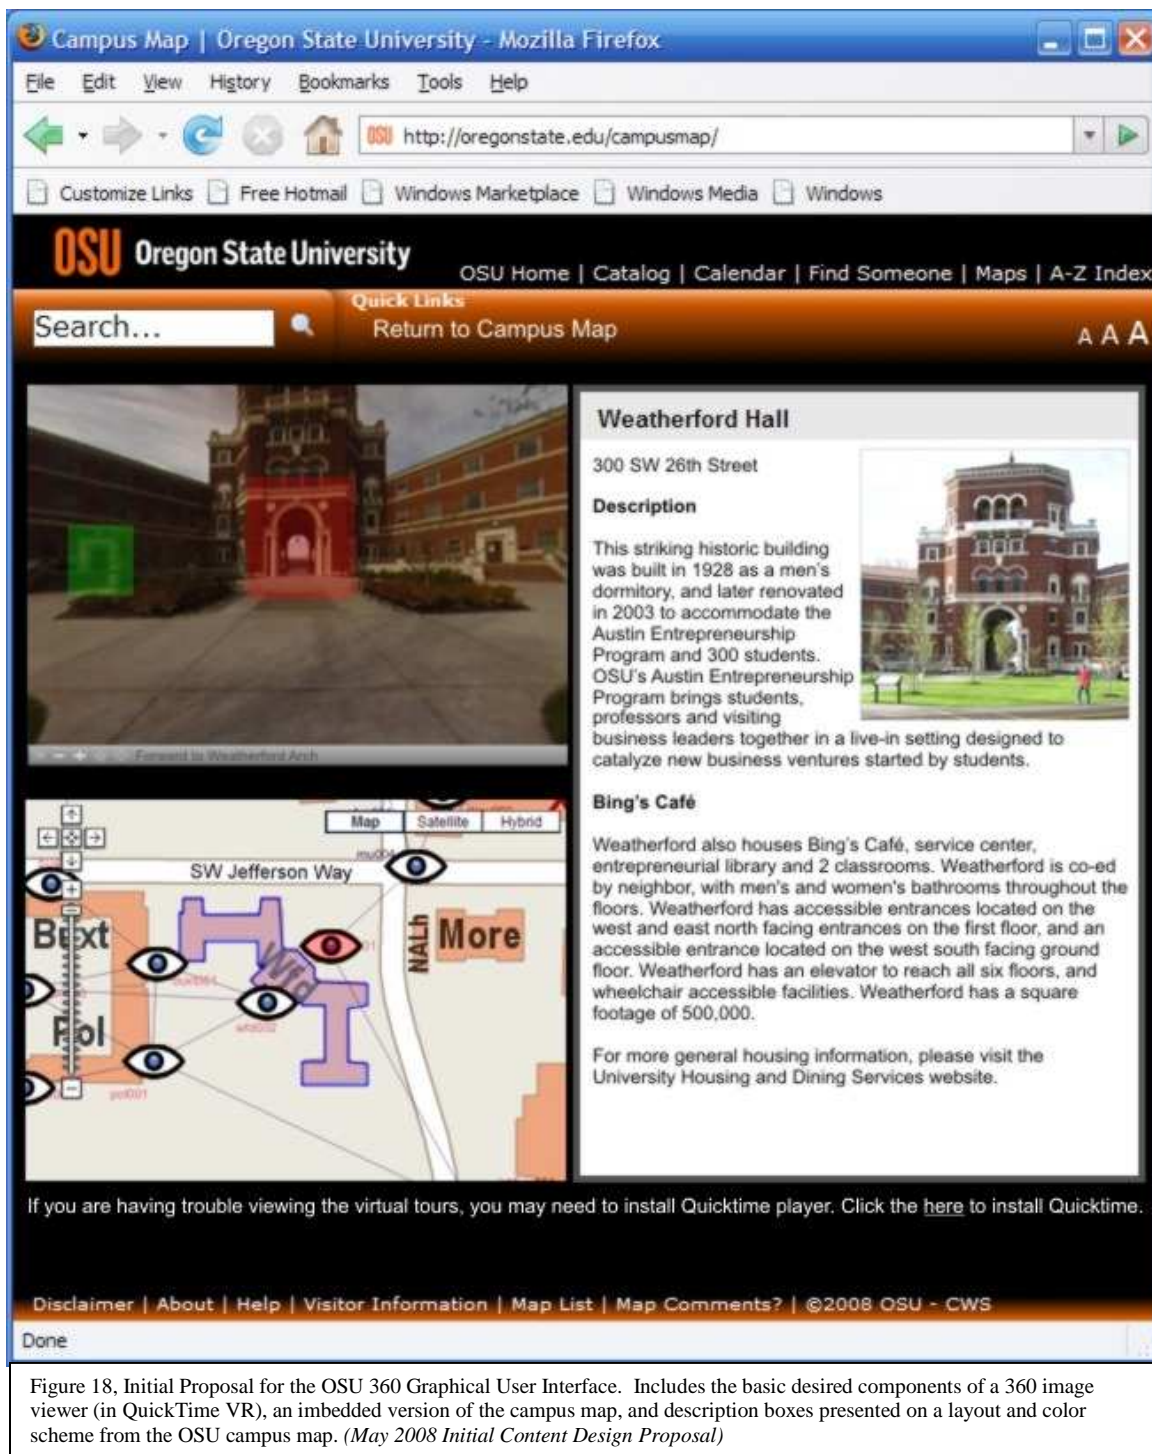 Campus Map | Oregon State University - Mozilla Firefox
File Edit View History Bookmarks Tools Help
OSU http://oregonstate.edu/campusmap/
Customize Links Free Hotmail Windows Marketplace Windows Media Windows
OSU Oregon State University
OSU Home | Catalog | Calendar | Find Someone | Maps | A-Z Index
Quick Links
Search... Return to Campus Map A A A
Forward to Weatherford Arch
Map Satellite Hybrid
SW Jefferson Way
Bext
NALh
More
Wfd
Pol
pol001
Weatherford Hall
300 SW 26th Street
Description
This striking historic building
was built in 1928 as a men's
dormitory, and later renovated
in 2003 to accommodate the
Austin Entrepreneurship
Program and 300 students.
OSU's Austin Entrepreneurship
Program brings students,
professors and visiting
business leaders together in a live-in setting designed to
catalyze new business ventures started by students.
Bing's Café
Weatherford also houses Bing's Café, service center,
entrepreneurial library and 2 classrooms. Weatherford is co-ed
by neighbor, with men's and women's bathrooms throughout the
floors. Weatherford has accessible entrances located on the
west and east north facing entrances on the first floor, and an
accessible entrance located on the west south facing ground
floor. Weatherford has an elevator to reach all six floors, and
wheelchair accessible facilities. Weatherford has a square
footage of 500,000.
For more general housing information, please visit the
University Housing and Dining Services website.
If you are having trouble viewing the virtual tours, you may need to install Quicktime player. Click the here to install Quicktime.
Disclaimer | About | Help | Visitor Information | Map List | Map Comments? | ©2008 OSU - CWS
Done
Figure 18, Initial Proposal for the OSU 360 Graphical User Interface. Includes the basic desired components of a 360 image
viewer (in QuickTime VR), an imbedded version of the campus map, and description boxes presented on a layout and color
scheme from the OSU campus map. (May 2008 Initial Content Design Proposal)